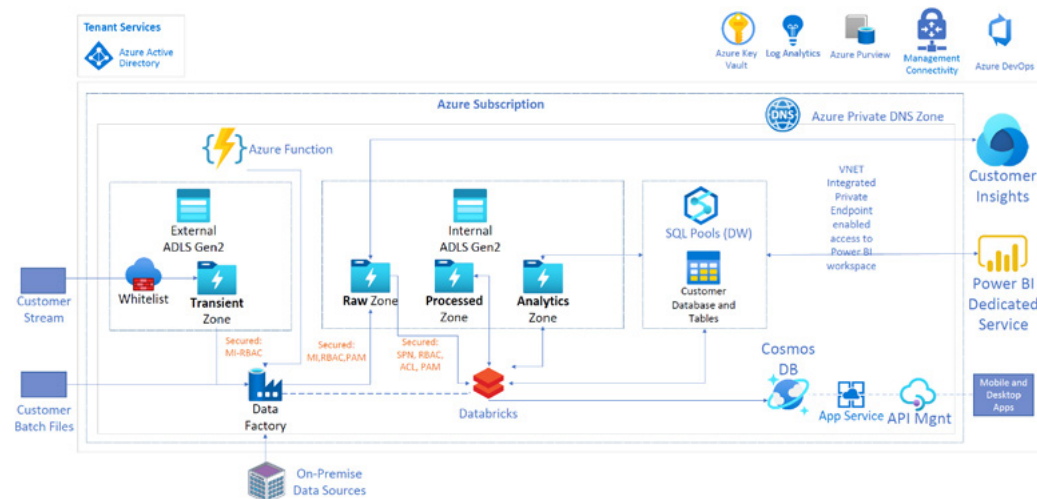 Tenant Services
Azure Active
Directory
Azure Key
Vault
Log Analytics
Azure Purview
Management
Connectivity
Azure DevOps
Azure Subscription
DNS
Azure Private DNS Zone
Azure Function
External
ADLS Gen2
Internal
ADLS Gen2
SQL Pools (DW)
VNET
Integrated
Private
Endpoint
enabled
access to
Power BI
workspace
Customer
Insights
Customer
Stream
Whitelist
Transient
Zone
Raw Zone
Processed
Zone
Analytics
Zone
Customer
Database and
Tables
Power BI
Dedicated
Service
Secured:
MI-RBAC
Secured:
MI,RBAC,PAM
Secured:
SPN, RBAC,
ACL, PAM
Customer
Batch Files
Data
Factory
Databricks
Cosmos
DB
App Service
API Mgnt
Mobile and
Desktop
Apps
On-Premise
Data Sources